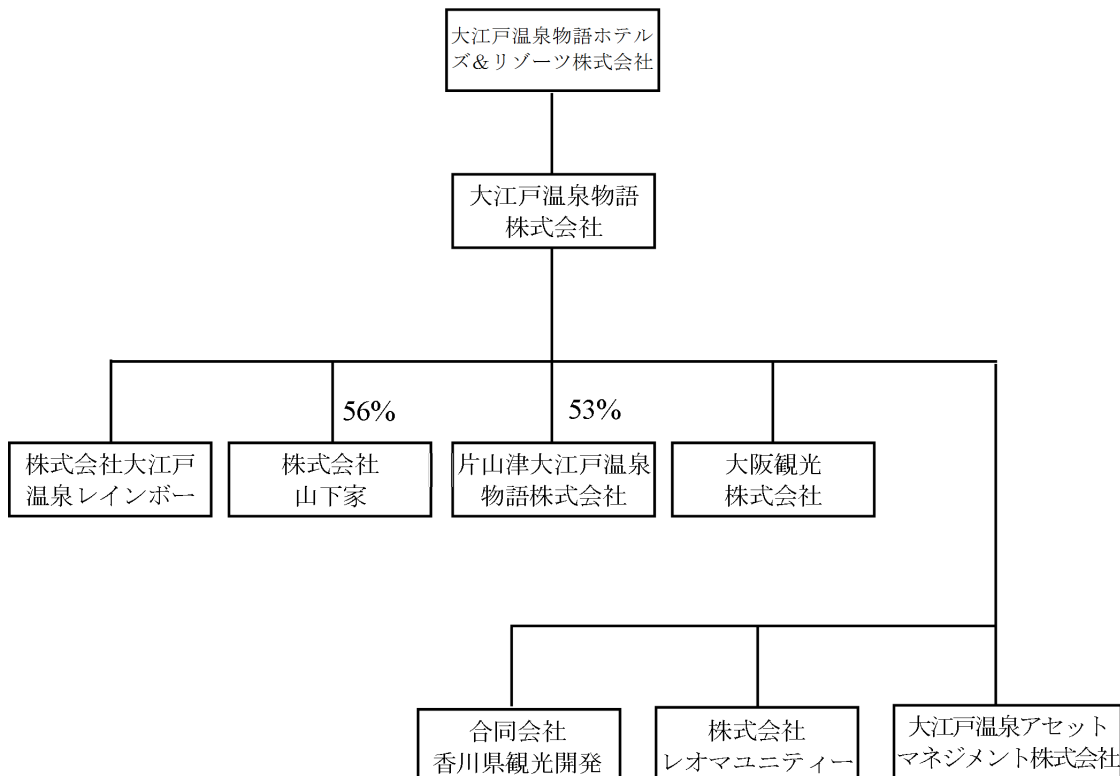 大江戸温泉物語ホテル
ズ&リゾーツ株式会社
大江戸温泉物語
株式会社
56%
53%
株式会社大江戸
温泉レインボー
株式会社
山下家
片山津大江戸温泉
物語株式会社
大阪観光
株式会社
合同会社
香川県観光開発
株式会社
レオマユニティー
大江戸温泉アセット
マネジメント株式会社